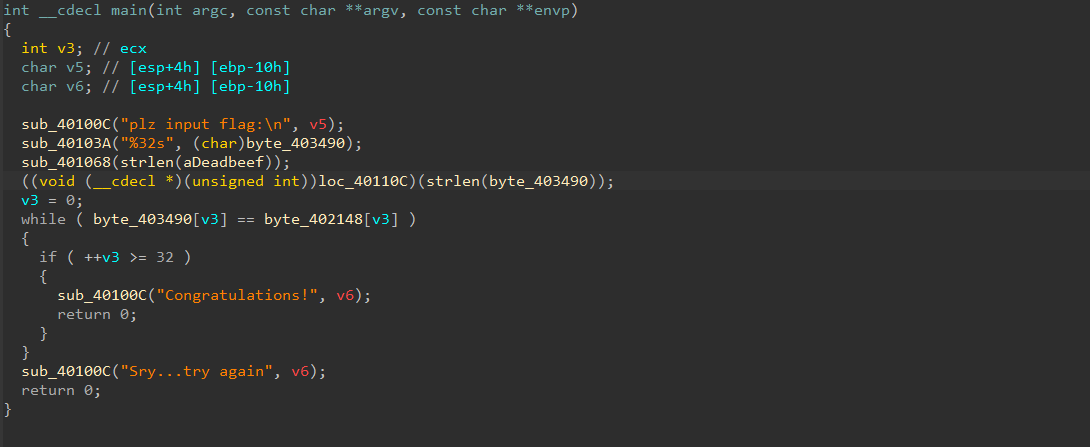 int __cdecl main(int argc, const char **argv, const char **envp)
{
  int v3; // ecx
  char v5; // [esp+4h] [ebp-10h]
  char v6; // [esp+4h] [ebp-10h]

  sub_40100C("plz input flag:\n", v5);
  sub_40103A("%32s", (char)byte_403490);
  sub_401068(strlen(aDeadbeef));
  ((void (__cdecl *)(unsigned int))loc_40110C)(strlen(byte_403490));
  v3 = 0;
  while ( byte_403490[v3] == byte_402148[v3] )
  {
    if ( ++v3 >= 32 )
    {
      sub_40100C("Congratulations!", v6);
      return 0;
    }
  }
  sub_40100C("Sry...try again", v6);
  return 0;
}